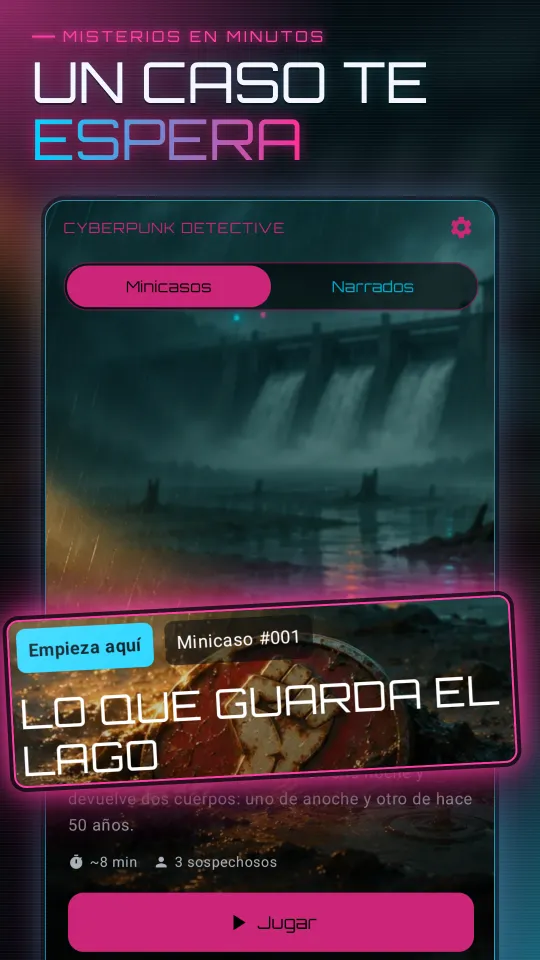 MISTERIOS EN MINUTOS
UN CASO TE
ESPERA
CYBERPUNK DETECTIVE
Minicasos
Narrados
Empieza aquí
Minicaso #001
LO QUE GUARDA EL
LAGO
noche y
devuelve dos cuerpos: uno de anoche y otro de hace
50 años.
~8 min
3 sospechosos
Jugar